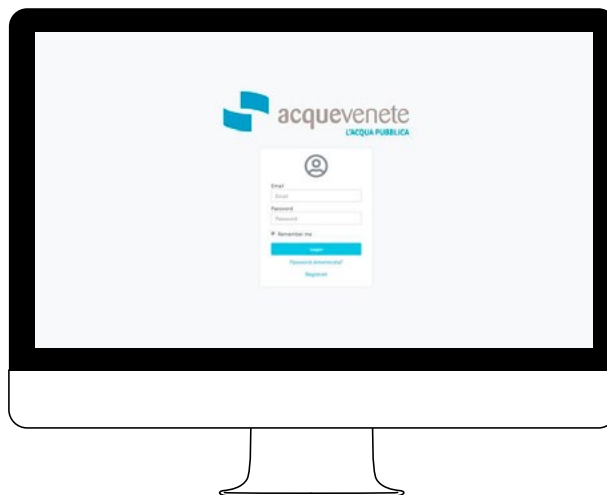 acquevenete
L'ACQUA PUBBLICA
Email
Email
Password
Password
Remember me
Login
Password dimenticata?
Registrati